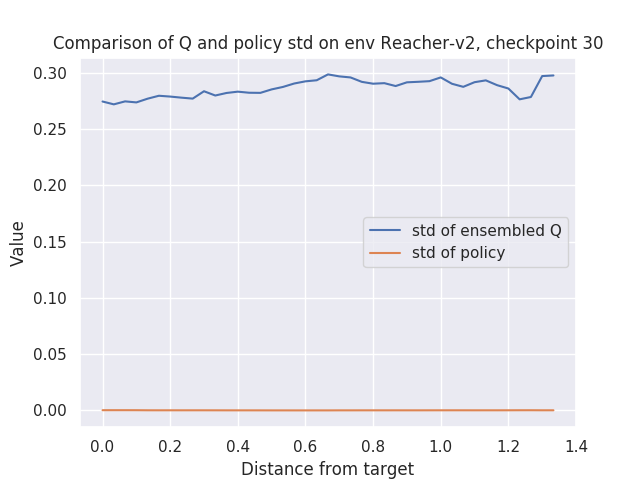 Comparison of Q and policy std on env Reacher-v2, checkpoint 30
0.30
0.25
0.20
0.15
0.10
0.05
0.00
Value
std of ensembled Q
std of policy
0.0 0.2 0.4 0.6 0.8 1.0 1.2 1.4
Distance from target